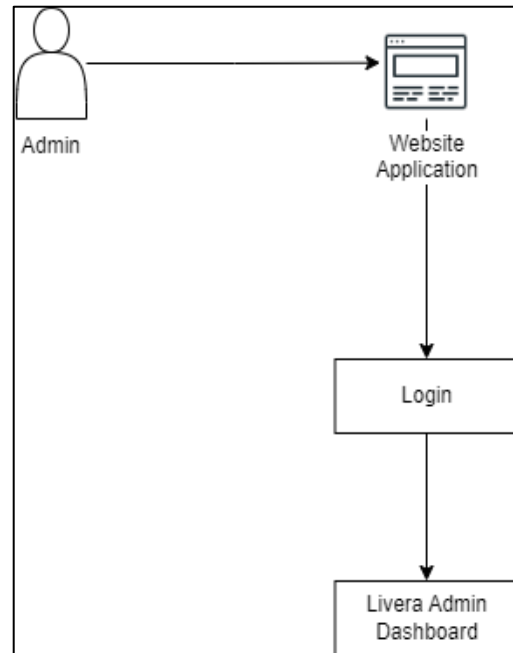 Admin
Website
Application
Login
Livera Admin
Dashboard